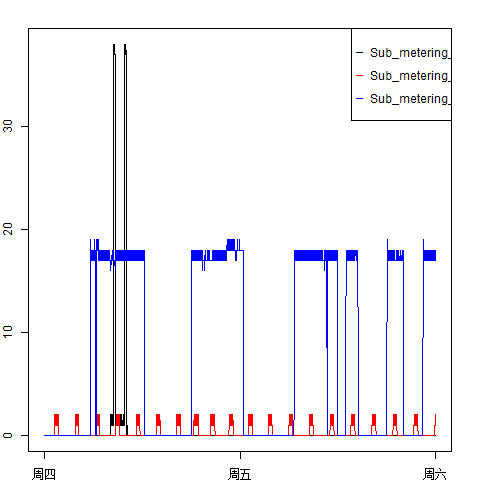 Sub_metering_
Sub_metering_
Sub_metering_
30
20
10
0
周四 周五 周六